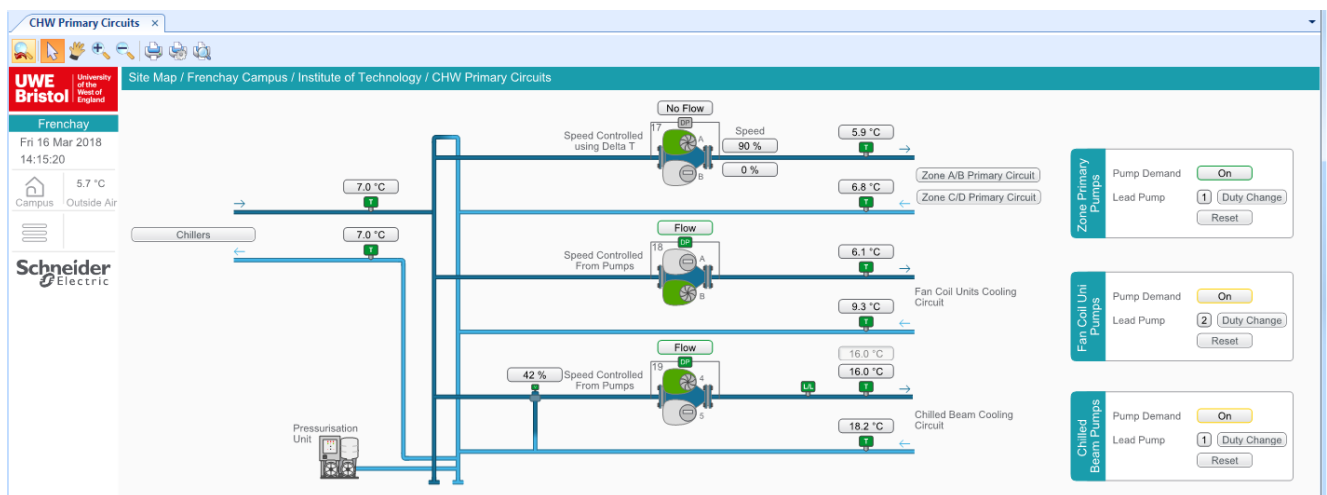 CHW Primary Circuits ×
UWE Bristol
University of the West of England
Site Map / Frenchay Campus / Institute of Technology / CHW Primary Circuits
Frenchay
Fri 16 Mar 2018
14:15:20
Campus
5.7 °C
Outside Air
Schneider
Electric
Chillers
7.0 °C
T
7.0 °C
T
Pressurisation
Unit
No Flow
DP
17
A
B
Speed Controlled
using Delta T
Speed
90 %
0 %
5.9 °C
T
6.8 °C
T
Zone A/B Primary Circuit
Zone C/D Primary Circuit
Flow
DP
18
A
B
Speed Controlled
From Pumps
6.1 °C
T
9.3 °C
T
Fan Coil Units Cooling
Circuit
Flow
DP
19
4
5
42 %
Speed Controlled
From Pumps
L/L
16.0 °C
16.0 °C
T
18.2 °C
T
Chilled Beam Cooling
Circuit
Zone Primary
Pumps
Pump Demand On
Lead Pump 1 Duty Change
Reset
Fan Coil Uni
Pumps
Pump Demand On
Lead Pump 2 Duty Change
Reset
Chilled
Beam Pumps
Pump Demand On
Lead Pump 1 Duty Change
Reset